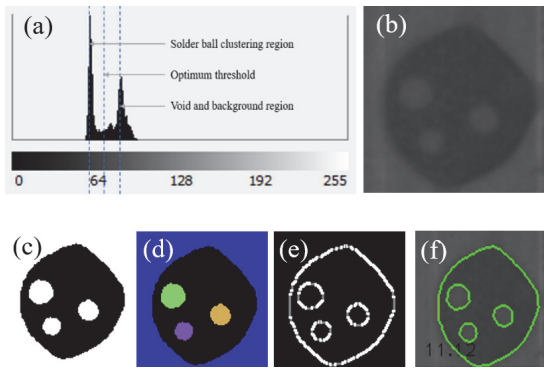 (a)
Solder ball clustering region
Optimum threshold
Void and background region
0 64 128 192 255
(b)
(c)
(d)
(e)
(f)
11.12